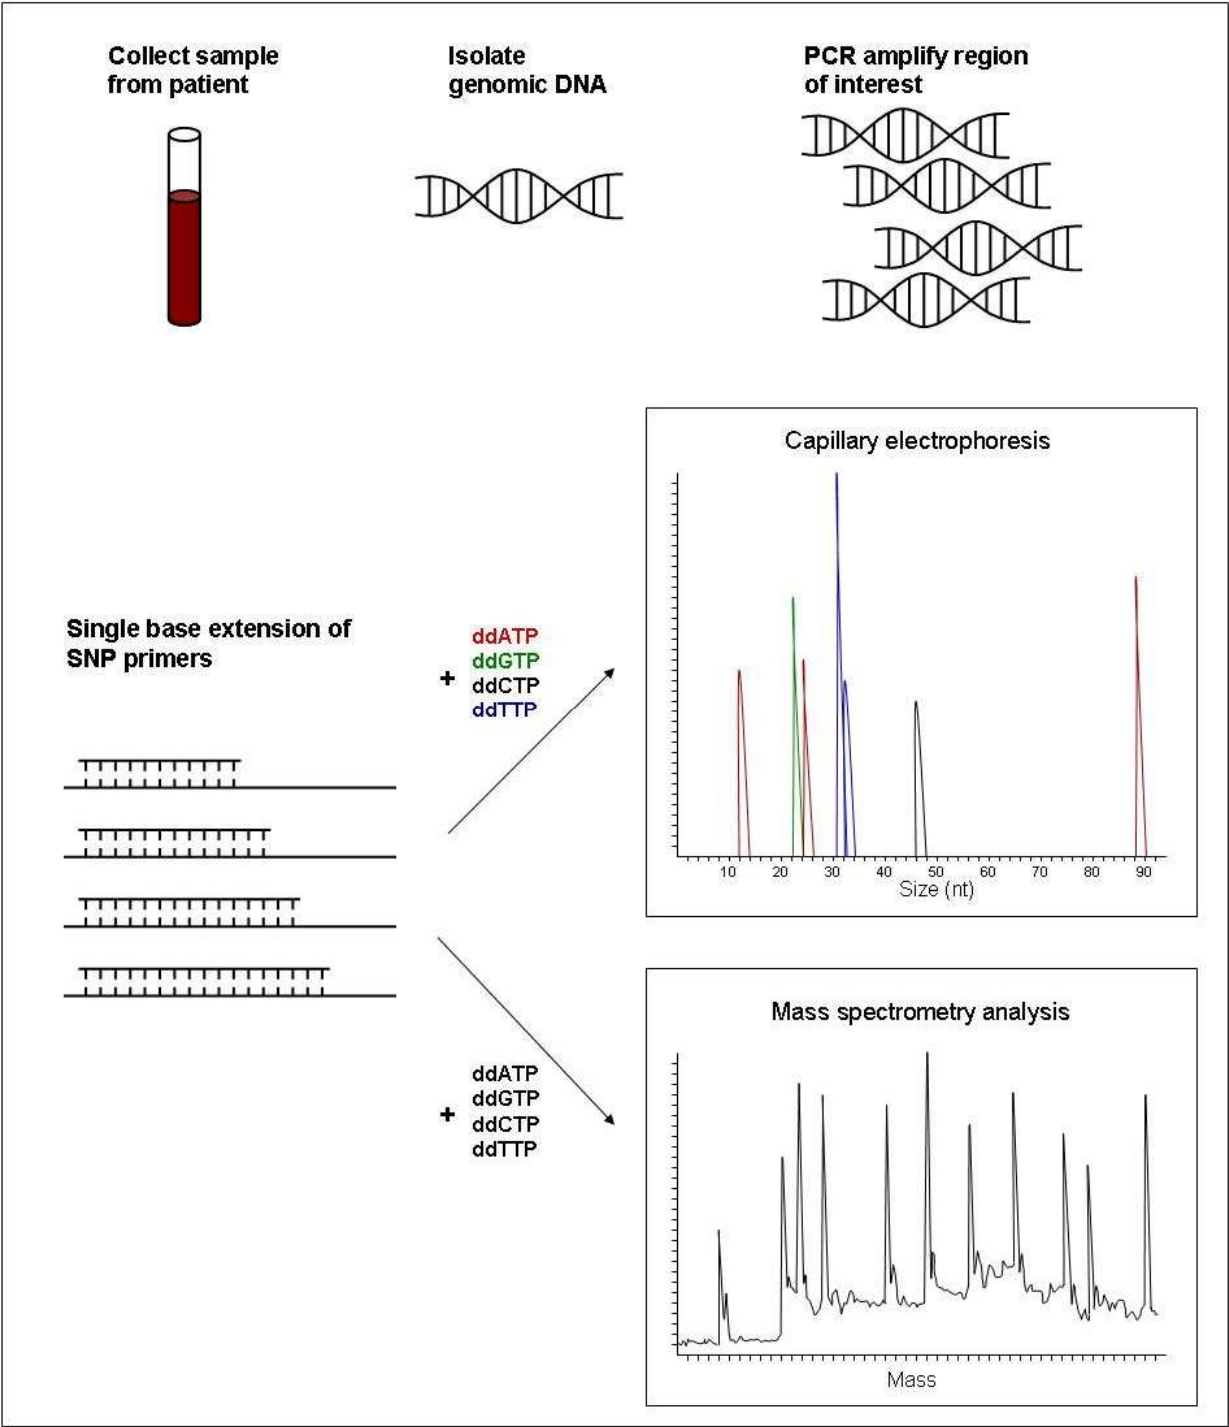 Collect sample
from patient
Isolate
genomic DNA
PCR amplify region
of interest
Single base extension of
SNP primers
+
ddATP
ddGTP
ddCTP
ddTTP
Capillary electrophoresis
10 20 30 40 50 60 70 80 90
Size (nt)
+
ddATP
ddGTP
ddCTP
ddTTP
Mass spectrometry analysis
Mass